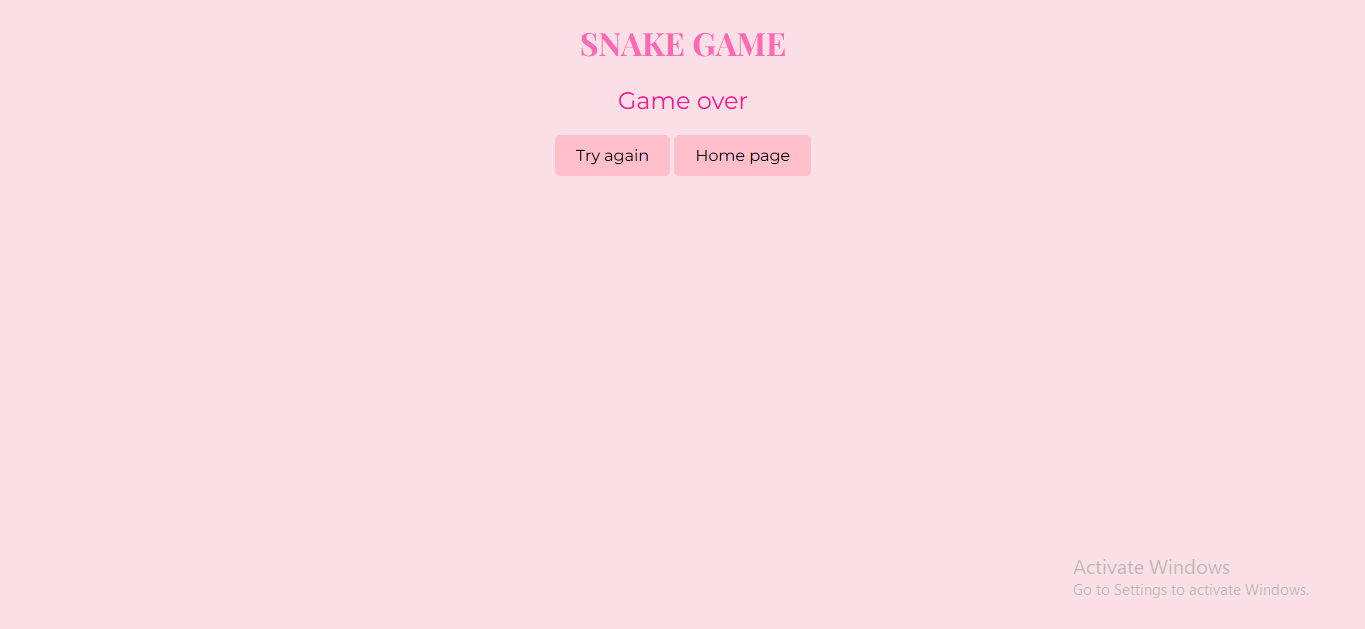 SNAKE GAME
Game over
Try again
Home page
Activate Windows
Go to Settings to activate Windows.